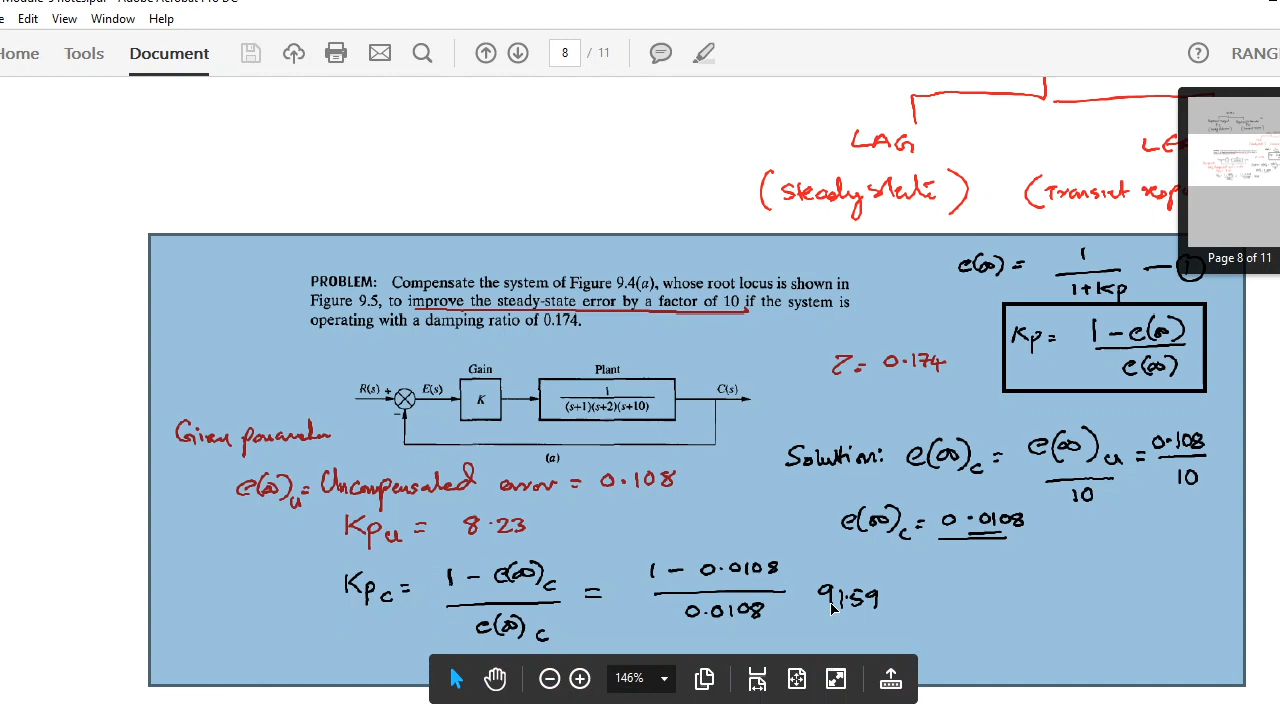 Edit View Window Help
Tools Document 8 / 11 RANG
LAG
(Steady state)
Page 8 of 11
PROBLEM: Compensate the system of Figure 9.4(a), whose root locus is shown in
Figure 9.5, to improve the steady-state error by a factor of 10 if the system is
operating with a damping ratio of 0.174.
e(∞) = 1 / 1+Kp
Kp = 1 - e(∞) / e(∞)
Gain Plant
R(s) + E(s) K 1 / (s+1)(s+2)(s+10) C(s)
−
(a)
= 0.174
Given
e(∞)u = Uncompensated error = 0.108
Kpu = 8.23
Solution: e(∞)c = e(∞)u / 10 = 0.108 / 10
e(∞)c = 0.0108
Kpc = 1 - e(∞)c / e(∞)c = 1 - 0.0108 / 0.0108 91.59
146%